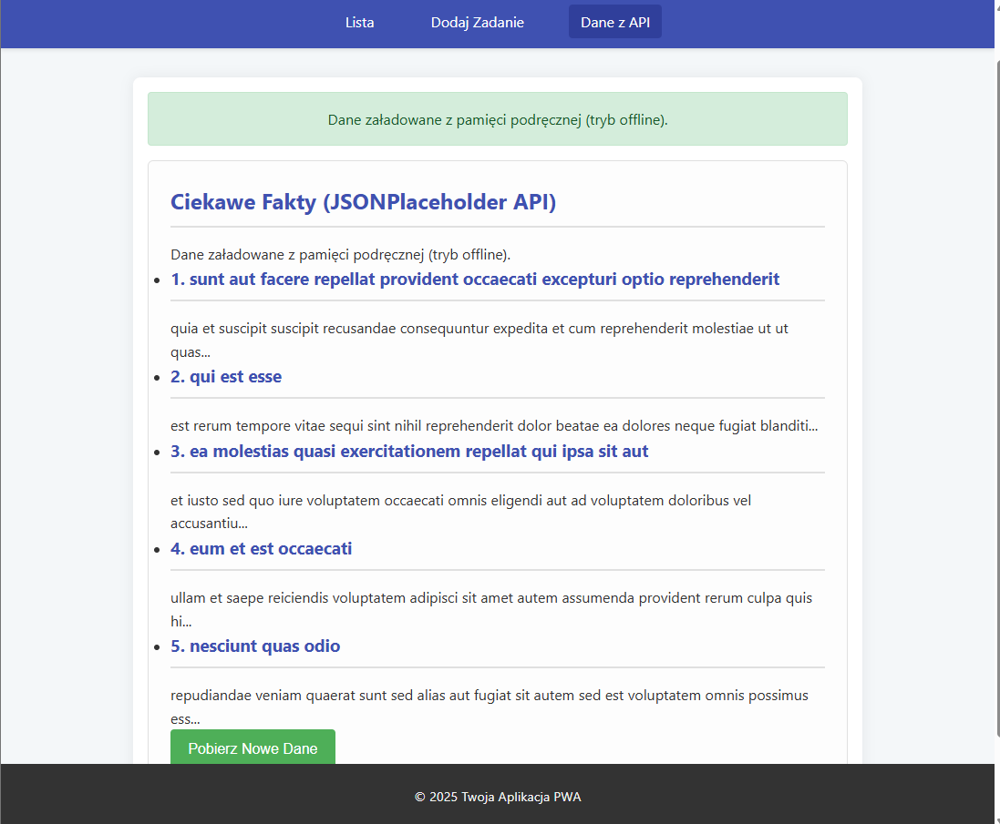 Lista
Dodaj Zadanie
Dane z API
Dane załadowane z pamięci podręcznej (tryb offline).
Ciekawe Fakty (JSONPlaceholder API)
Dane załadowane z pamięci podręcznej (tryb offline).
1. sunt aut facere repellat provident occaecati excepturi optio reprehenderit
quia et suscipit suscipit recusandae consequuntur expedita et cum reprehenderit molestiae ut ut
quas...
2. qui est esse
est rerum tempore vitae sequi sint nihil reprehenderit dolor beatae ea dolores neque fugiat blanditi...
3. ea molestias quasi exercitationem repellat qui ipsa sit aut
et iusto sed quo iure voluptatem occaecati omnis eligendi aut ad voluptatem doloribus vel
accusantiu...
4. eum et est occaecati
ullam et saepe reiciendis voluptatem adipisci sit amet autem assumenda provident rerum culpa quis
hi...
5. nesciunt quas odio
repudiandae veniam quaerat sunt sed alias aut fugiat sit autem sed est voluptatem omnis possimus
ess...
Pobierz Nowe Dane
© 2025 Twoja Aplikacja PWA